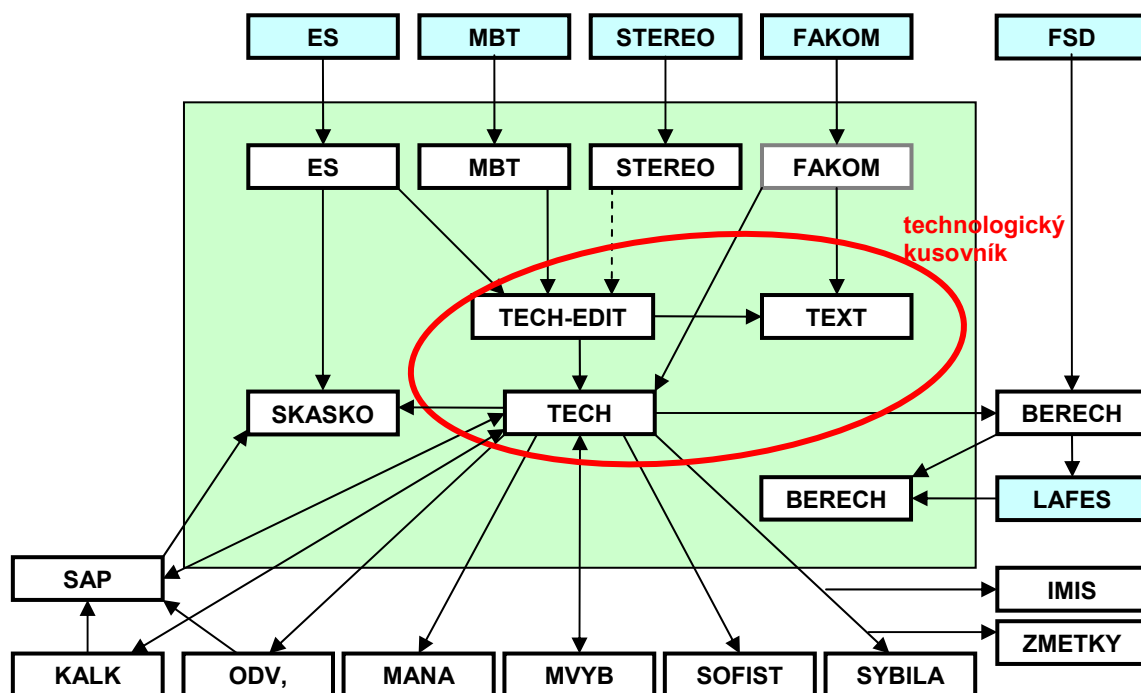 ES
MBT
STEREO
FAKOM
FSD
ES
MBT
STEREO
FAKOM
technologický
kusovník
TECH-EDIT
TEXT
SKASKO
TECH
BERECH
BERECH
LAFES
SAP
IMIS
ZMETKY
KALK
ODV,
MANA
MVYB
SOFIST
SYBILA